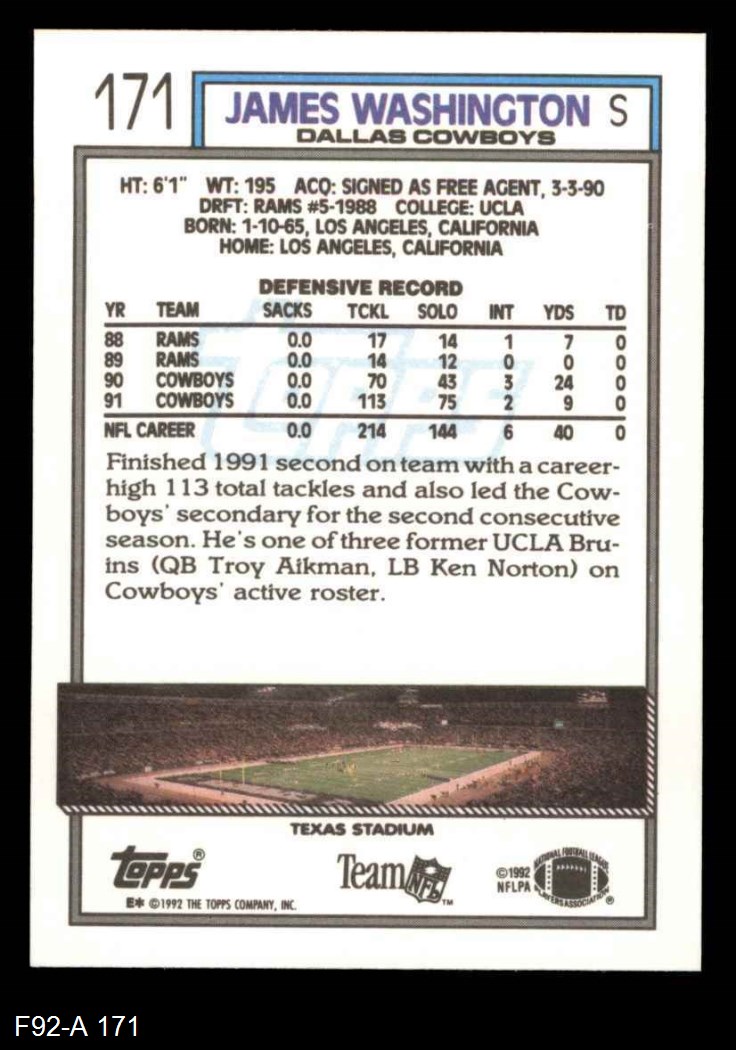 171
JAMES WASHINGTON S
DALLAS COWBOYS
HT: 6'1" WT: 195 ACQ: SIGNED AS FREE AGENT, 3-3-90
DRFT: RAMS #5-1988 COLLEGE: UCLA
BORN: 1-10-65, LOS ANGELES, CALIFORNIA
HOME: LOS ANGELES, CALIFORNIA
DEFENSIVE RECORD
YR TEAM SACKS TCKL SOLO INT YDS TD
88 RAMS 0.0 17 14 1 7 0
89 RAMS 0.0 14 12 0 0 0
90 COWBOYS 0.0 70 43 3 24 0
91 COWBOYS 0.0 113 75 2 9 0
NFL CAREER 0.0 214 144 6 40 0
TOPPS
Finished 1991 second on team with a career-
high 113 total tackles and also led the Cow-
boys' secondary for the second consecutive
season. He's one of three former UCLA Bru-
ins (QB Troy Aikman, LB Ken Norton) on
Cowboys' active roster.
TEXAS STADIUM
TOPPS®
Team NFL™
©1992
NFLPA
NATIONAL FOOTBALL LEAGUE
PLAYERS ASSOCIATION®
E* ©1992 THE TOPPS COMPANY, INC.
F92-A 171